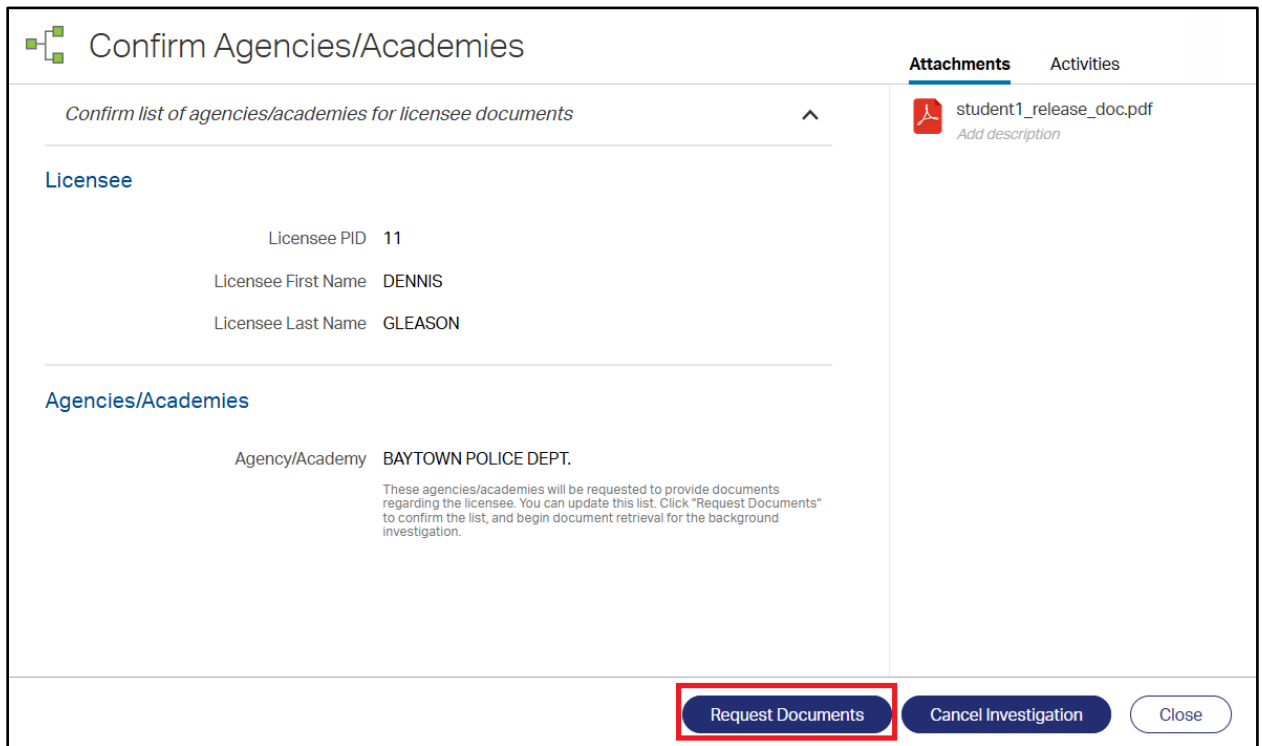 Confirm Agencies/Academies
Attachments Activities
Confirm list of agencies/academies for licensee documents
student1_release_doc.pdf
Add description
Licensee
Licensee PID 11
Licensee First Name DENNIS
Licensee Last Name GLEASON
Agencies/Academies
Agency/Academy BAYTOWN POLICE DEPT.
These agencies/academies will be requested to provide documents
regarding the licensee. You can update this list. Click "Request Documents"
to confirm the list, and begin document retrieval for the background
investigation.
Request Documents Cancel Investigation Close